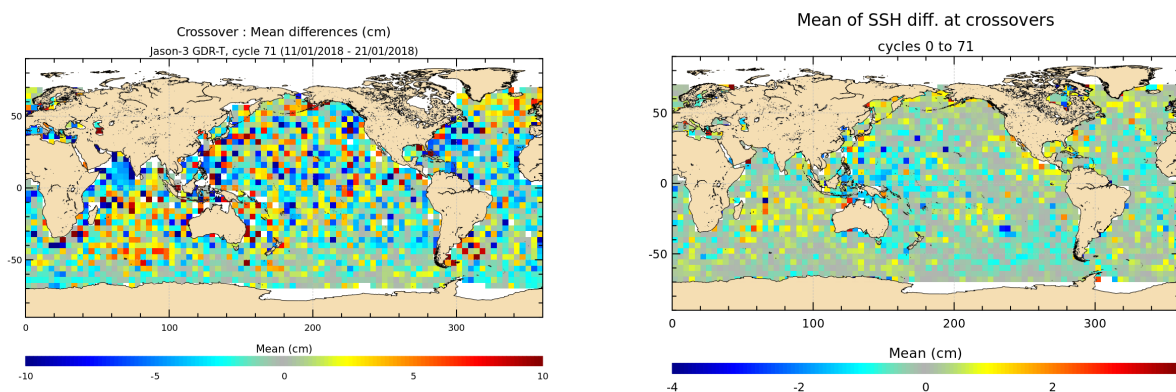 Crossover : Mean differences (cm)
Jason-3 GDR-T, cycle 71 (11/01/2018 - 21/01/2018)
50
0
-50
0 100 200 300
Mean (cm)
-10 -5 0 5 10
Mean of SSH diff. at crossovers
cycles 0 to 71
50
0
-50
0 100 200 300
Mean (cm)
-4 -2 0 2